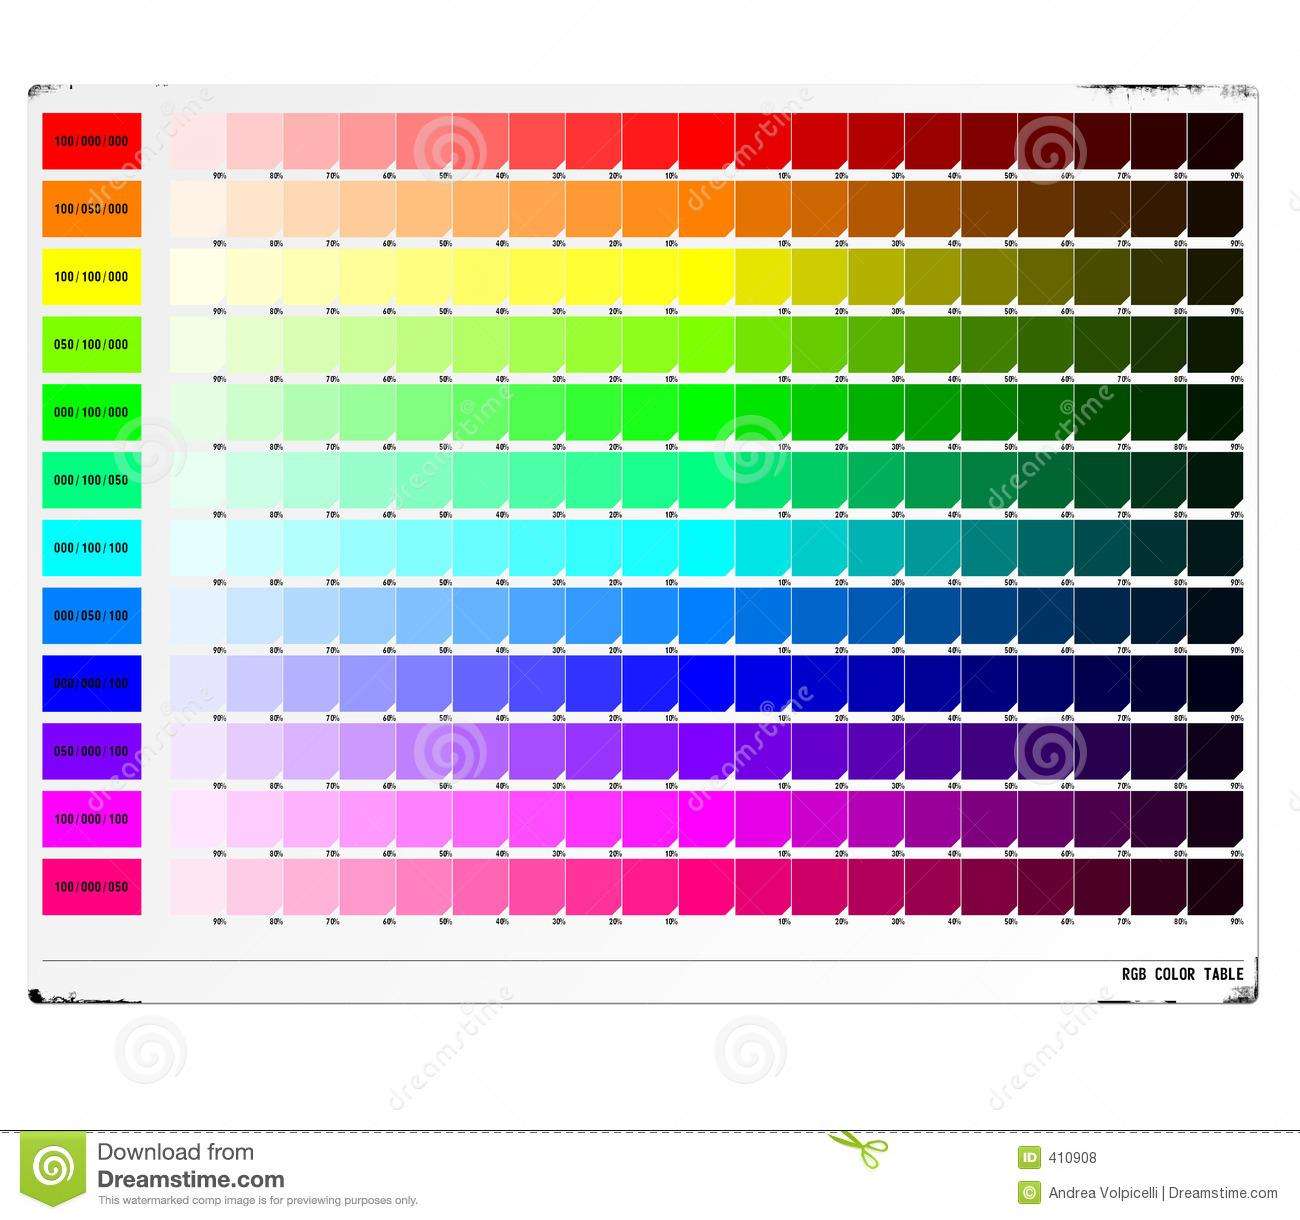 100/000/000
90% 80% 70% 60% 50% 40% 30% 20% 10% 10% 20% 30% 40% 50% 60% 70% 80% 90%
100/050/000
90% 80% 70% 60% 50% 40% 30% 20% 10% 10% 20% 30% 40% 50% 60% 70% 80% 90%
100/100/000
90% 80% 70% 60% 50% 40% 30% 20% 10% 10% 20% 30% 40% 50% 60% 70% 80% 90%
050/100/000
90% 80% 70% 60% 50% 40% 30% 20% 10% 10% 20% 30% 40% 50% 60% 70% 80% 90%
000/100/000
90% 80% 70% 60% 50% 40% 30% 20% 10% 10% 20% 30% 40% 50% 60% 70% 80% 90%
000/100/050
90% 80% 70% 60% 50% 40% 30% 20% 10% 10% 20% 30% 40% 50% 60% 70% 80% 90%
000/100/100
90% 80% 70% 60% 50% 40% 30% 20% 10% 10% 20% 30% 40% 50% 60% 70% 80% 90%
000/050/100
90% 80% 70% 60% 50% 40% 30% 20% 10% 10% 20% 30% 40% 50% 60% 70% 80% 90%
000/000/100
90% 80% 70% 60% 50% 40% 30% 20% 10% 10% 20% 30% 40% 50% 60% 70% 80% 90%
050/000/100
90% 80% 70% 60% 50% 40% 30% 20% 10% 10% 20% 30% 40% 50% 60% 70% 80% 90%
100/000/100
90% 80% 70% 60% 50% 40% 30% 20% 10% 10% 20% 30% 40% 50% 60% 70% 80% 90%
100/000/050
90% 80% 70% 60% 50% 40% 30% 20% 10% 10% 20% 30% 40% 50% 60% 70% 80% 90%
RGB COLOR TABLE
Download from
Dreamstime.com
This watermarked comp image is for previewing purposes only.
ID 410908
© Andrea Volpicelli | Dreamstime.com